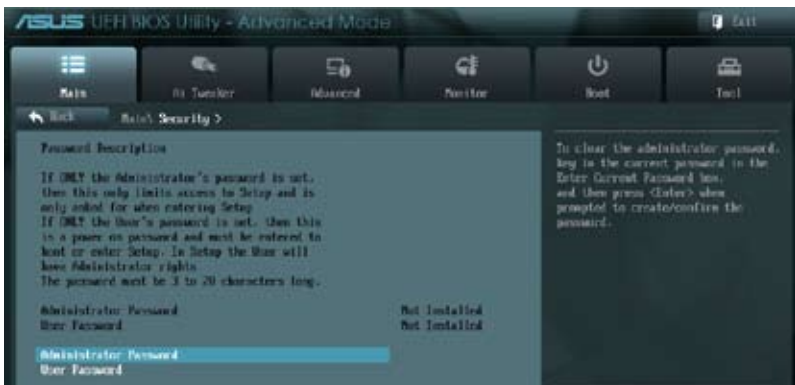 ASUS UEFI BIOS Utility - Advanced Mode
Exit
Main
Ai Tweaker
Advanced
Monitor
Boot
Tool
Back
Main\ Security >
Password Description
If ONLY the Administrator's password is set,
then this only limits access to Setup and is
only asked for when entering Setup
If ONLY the User's password is set, then this
is a power on password and must be entered to
boot or enter Setup. In Setup the User will
have Administrator rights
The password must be 3 to 20 characters long.
Administrator Password Not Installed
User Password Not Installed
Administrator Password
User Password
To clear the administrator password,
key in the current password in the
Enter Current Password box,
and then press <Enter> when
prompted to create/confirm the
password.